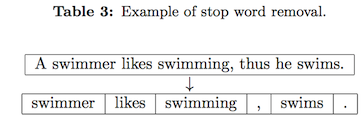 Table 3: Example of stop word removal.
A swimmer likes swimming, thus he swims.
↓
swimmer likes swimming , swims .